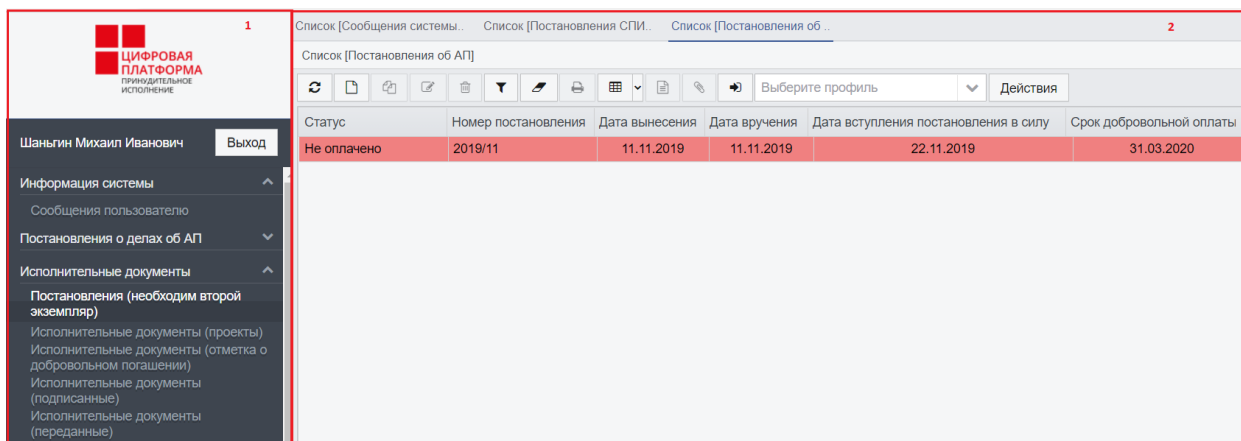 1
ЦИФРОВАЯ
ПЛАТФОРМА
ПРИНУДИТЕЛЬНОЕ
ИСПОЛНЕНИЕ
Шаньгин Михаил Иванович Выход
Информация системы
Сообщения пользователю
Постановления о делах об АП
Исполнительные документы
Постановления (необходим второй
экземпляр)
Исполнительные документы (проекты)
Исполнительные документы (отметка о
добровольном погашении)
Исполнительные документы
(подписанные)
Исполнительные документы
(переданные)
Список [Сообщения системы.. Список [Постановления СПИ.. Список [Постановления об .. 2
Список [Постановления об АП]
Выберите профиль Действия
Статус Номер постановления Дата вынесения Дата вручения Дата вступления постановления в силу Срок добровольной оплаты
Не оплачено 2019/11 11.11.2019 11.11.2019 22.11.2019 31.03.2020